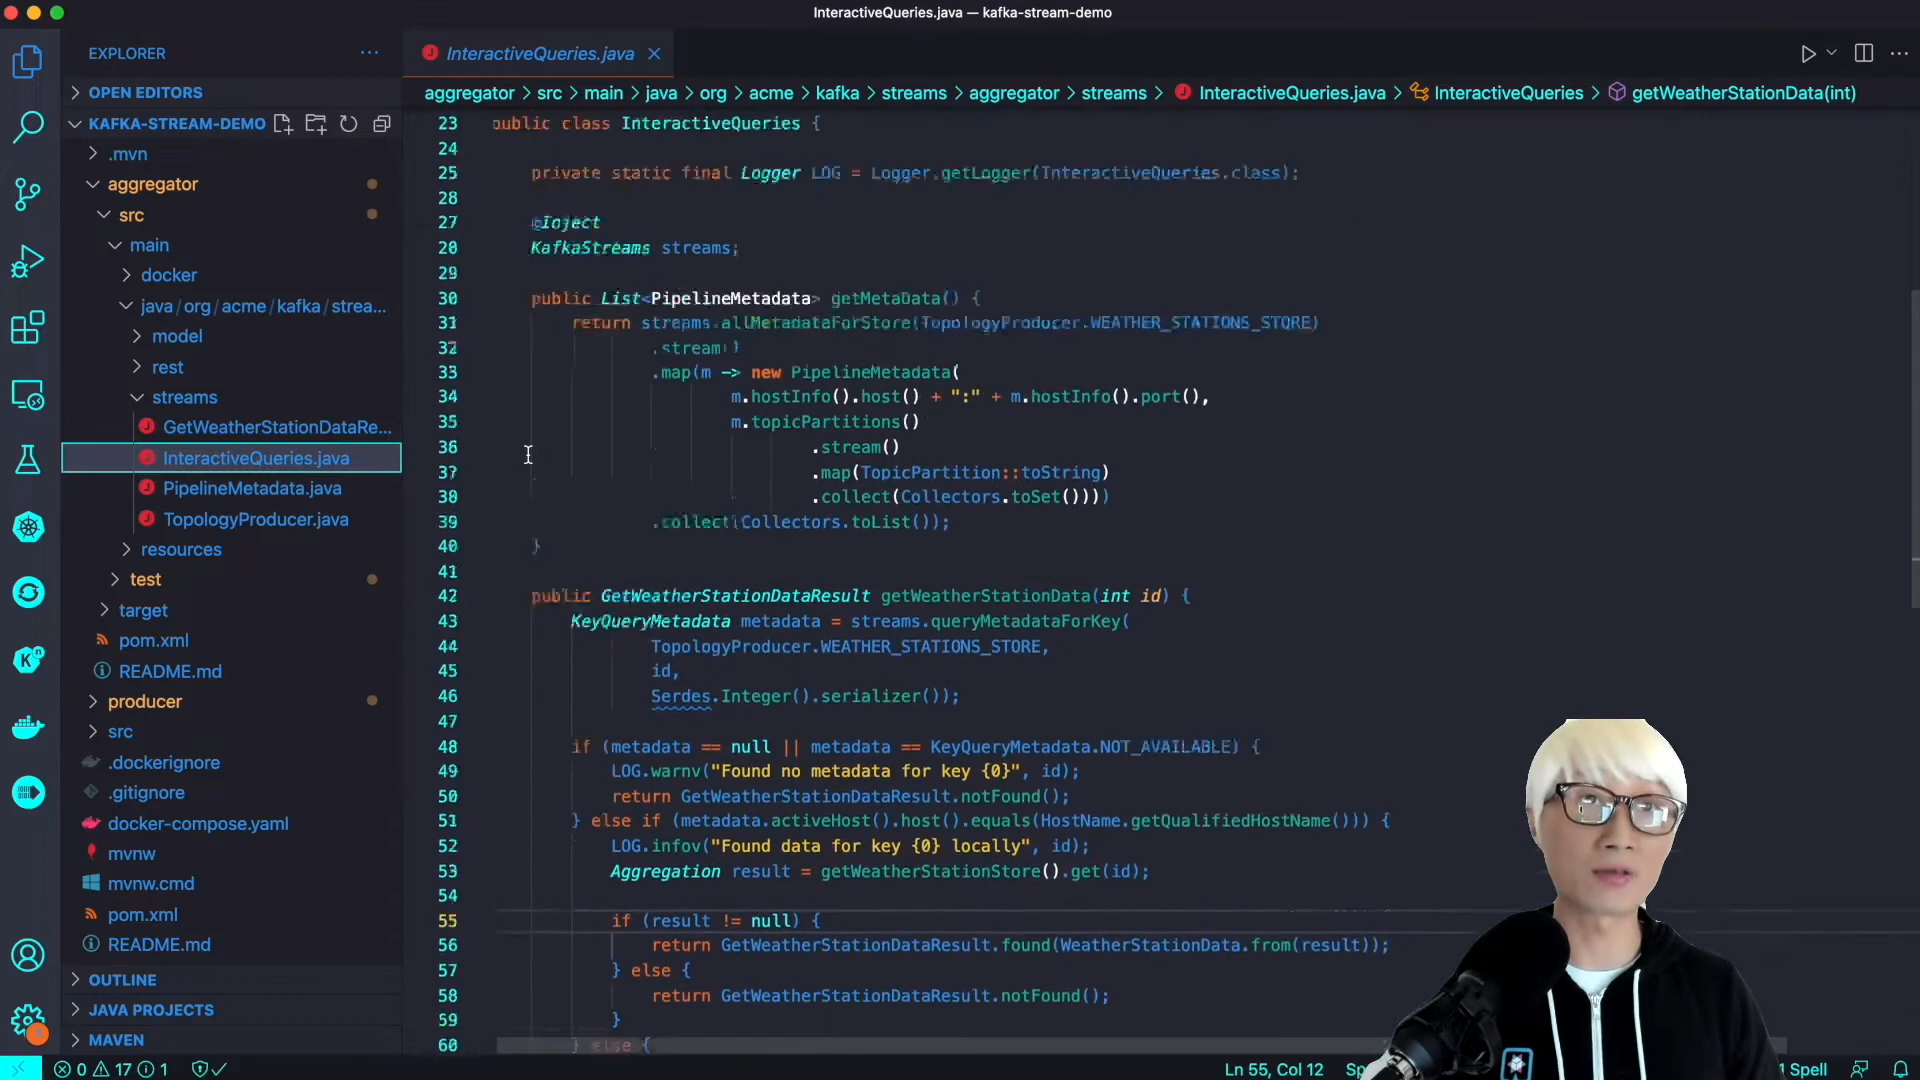 InteractiveQueries.java — kafka-stream-demo
EXPLORER
InteractiveQueries.java
OPEN EDITORS
aggregator > src > main > java > org > acme > kafka > streams > aggregator > streams > InteractiveQueries.java > InteractiveQueries > getWeatherStationData(int)
KAFKA-STREAM-DEMO
.mvn
aggregator
src
main
docker
java/org/acme/kafka/strea...
model
rest
streams
GetWeatherStationDataRe...
InteractiveQueries.java
PipelineMetadata.java
TopologyProducer.java
resources
test
target
pom.xml
README.md
producer
src
.dockerignore
.gitignore
docker-compose.yaml
mvnw
mvnw.cmd
pom.xml
README.md
OUTLINE
JAVA PROJECTS
MAVEN
23 public class InteractiveQueries {
24
25 private static final Logger LOG = Logger.getLogger(InteractiveQueries.class);
27 @Inject
28 KafkaStreams streams;
29
30 public List<PipelineMetadata> getMetaData() {
31 return streams.allMetadataForStore(TopologyProducer.WEATHER_STATIONS_STORE)
32 .stream()
33 .map(m -> new PipelineMetadata(
34 m.hostInfo().host() + ":" + m.hostInfo().port(),
35 m.topicPartitions()
36 .stream()
37 .map(TopicPartition::toString)
38 .collect(Collectors.toSet())))
39 .collect(Collectors.toList());
40 }
41
42 public GetWeatherStationDataResult getWeatherStationData(int id) {
43 KeyQueryMetadata metadata = streams.queryMetadataForKey(
44 TopologyProducer.WEATHER_STATIONS_STORE,
45 id,
46 Serdes.Integer().serializer());
47
48 if (metadata == null || metadata == KeyQueryMetadata.NOT_AVAILABLE) {
49 LOG.warnv("Found no metadata for key {0}", id);
50 return GetWeatherStationDataResult.notFound();
51 } else if (metadata.activeHost().host().equals(HostName.getQualifiedHostName())) {
52 LOG.infov("Found data for key {0} locally", id);
53 Aggregation result = getWeatherStationStore().get(id);
54
55 if (result != null) {
56 return GetWeatherStationDataResult.found(WeatherStationData.from(result));
57 } else {
58 return GetWeatherStationDataResult.notFound();
59 }
60 } else {
0 17 1
Ln 55, Col 12
Spell